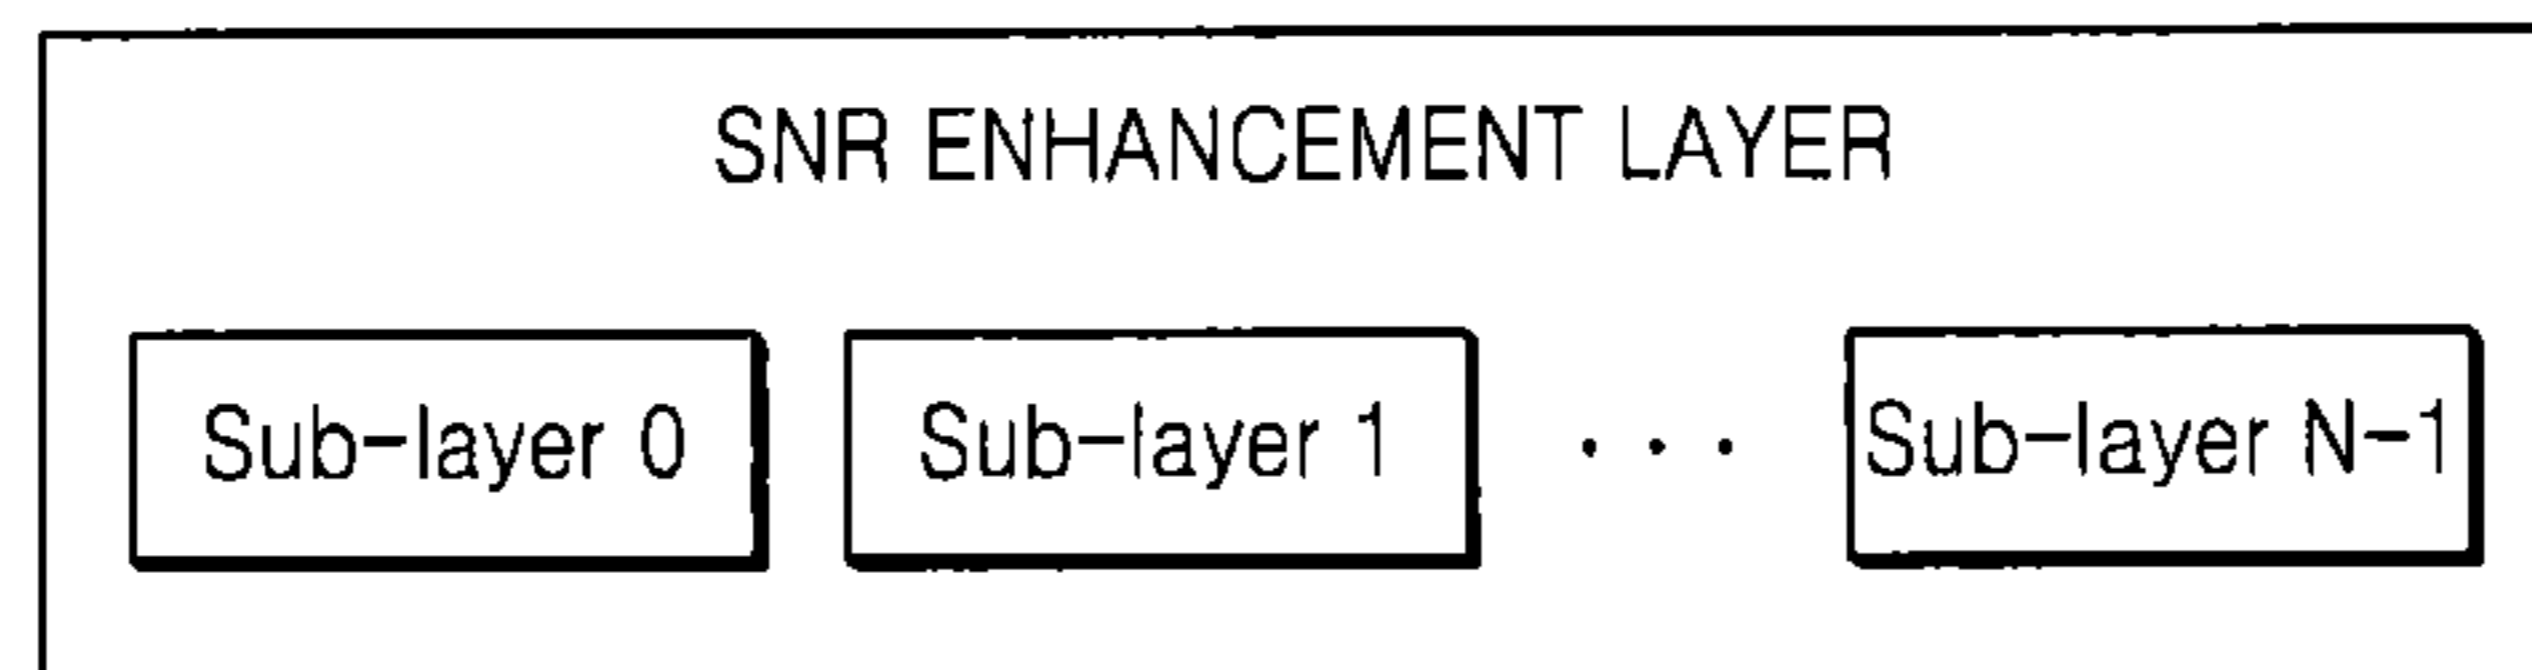 SNR ENHANCEMENT LAYER
Sub-layer 0 Sub-layer 1 · · · Sub-layer N-1